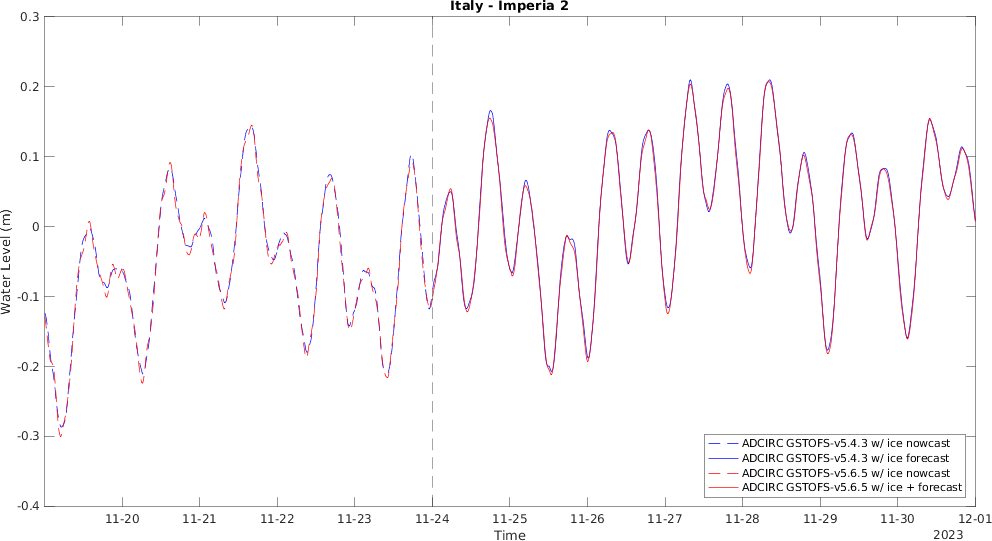 Italy - Imperia 2
0.3
0.2
0.1
0
-0.1
-0.2
-0.3
-0.4
Water Level (m)
ADCIRC GSTOFS-v5.4.3 w/ ice nowcast
ADCIRC GSTOFS-v5.4.3 w/ ice forecast
ADCIRC GSTOFS-v5.6.5 w/ ice nowcast
ADCIRC GSTOFS-v5.6.5 w/ ice + forecast
11-20 11-21 11-22 11-23 11-24 11-25 11-26 11-27 11-28 11-29 11-30 12-01
Time
2023